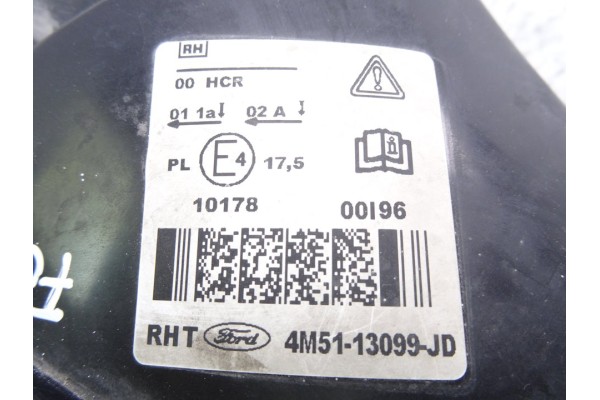 RH
00 HCR
01 1a 02 A
PL E4 17,5
10178 00I96
RHT Ford 4M51-13099-JD